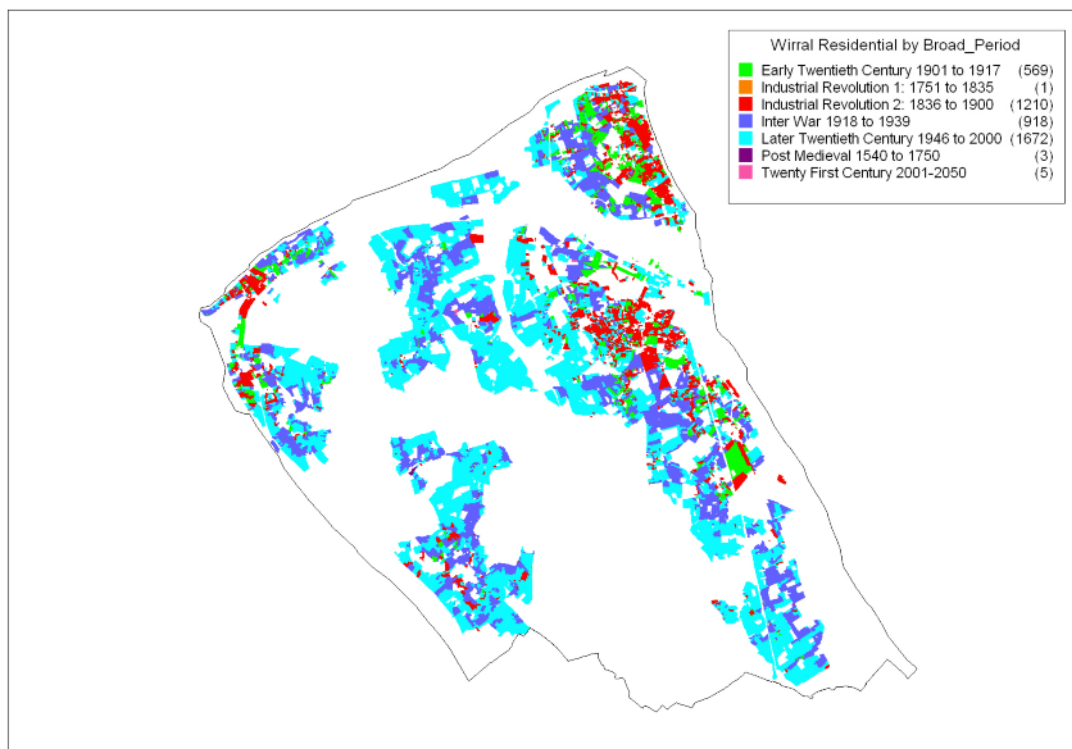 Wirral Residential by Broad_Period
Early Twentieth Century 1901 to 1917 (569)
Industrial Revolution 1: 1751 to 1835 (1)
Industrial Revolution 2: 1836 to 1900 (1210)
Inter War 1918 to 1939 (918)
Later Twentieth Century 1946 to 2000 (1672)
Post Medieval 1540 to 1750 (3)
Twenty First Century 2001-2050 (5)